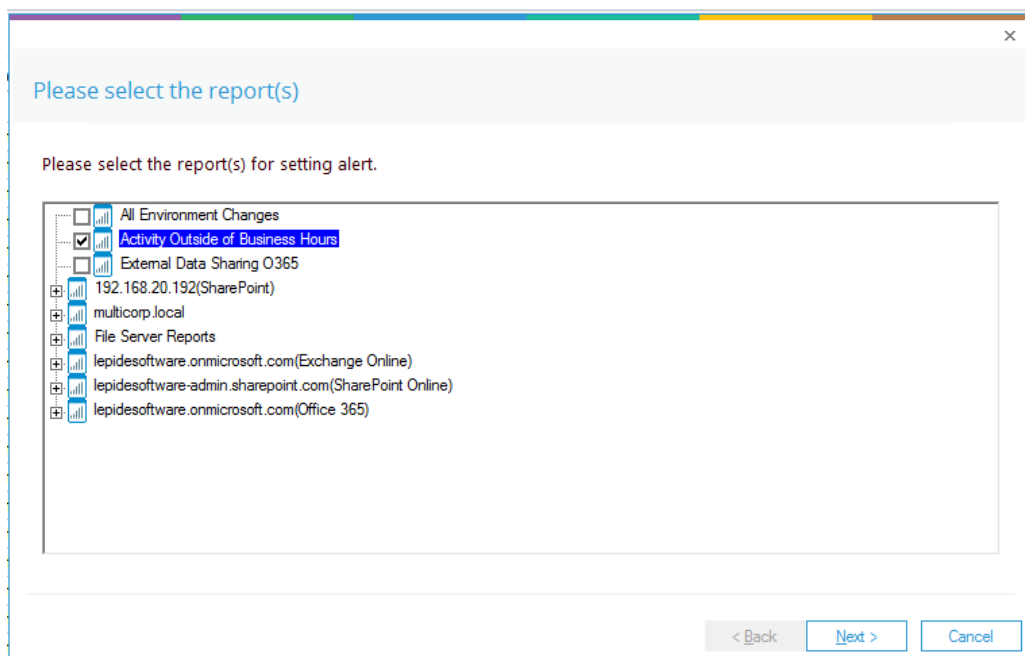 Please select the report(s)
Please select the report(s) for setting alert.
All Environment Changes
Activity Outside of Business Hours
External Data Sharing O365
192.168.20.192(SharePoint)
multicorp.local
File Server Reports
lepidesoftware.onmicrosoft.com(Exchange Online)
lepidesoftware-admin.sharepoint.com(SharePoint Online)
lepidesoftware.onmicrosoft.com(Office 365)
< Back Next > Cancel